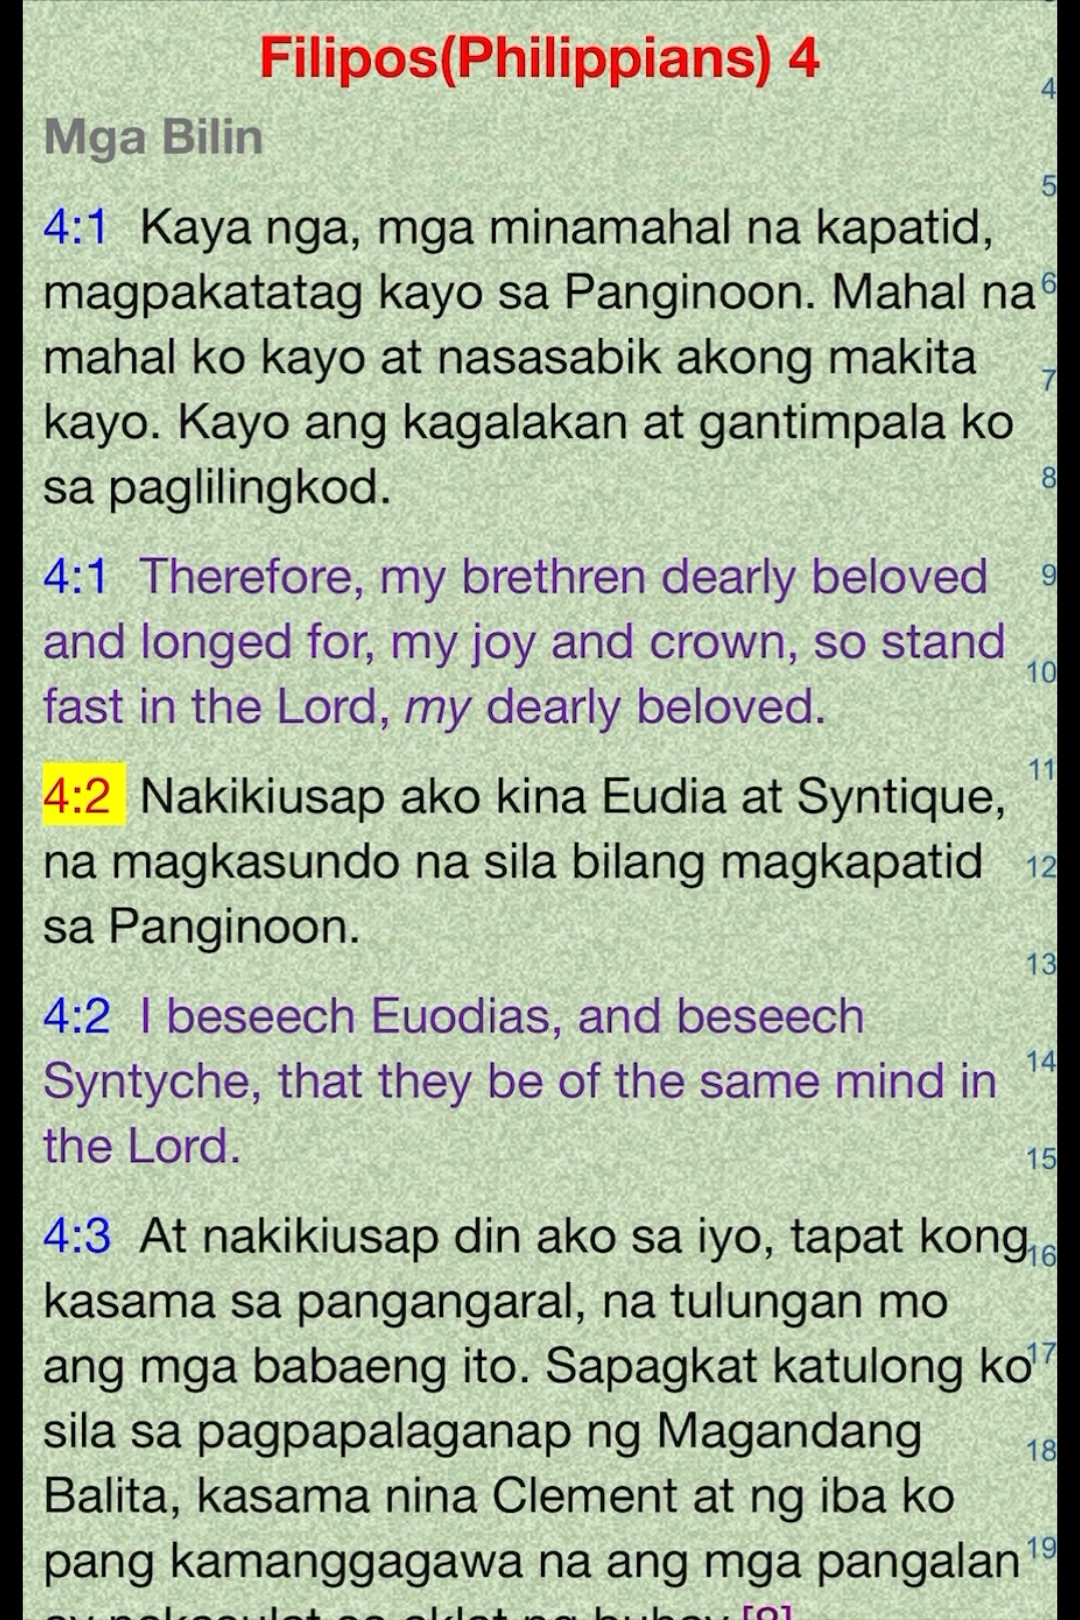 Filipos(Philippians) 4
4
Mga Bilin
5
4:1 Kaya nga, mga minamahal na kapatid,
magpakatatag kayo sa Panginoon. Mahal na
6
mahal ko kayo at nasasabik akong makita
7
kayo. Kayo ang kagalakan at gantimpala ko
sa paglilingkod.
8
4:1 Therefore, my brethren dearly beloved
9
and longed for, my joy and crown, so stand
10
fast in the Lord, my dearly beloved.
11
4:2 Nakikiusap ako kina Eudia at Syntique,
na magkasundo na sila bilang magkapatid
12
sa Panginoon.
13
4:2 I beseech Euodias, and beseech
14
Syntyche, that they be of the same mind in
the Lord.
15
4:3 At nakikiusap din ako sa iyo, tapat kong
16
kasama sa pangangaral, na tulungan mo
ang mga babaeng ito. Sapagkat katulong ko
17
sila sa pagpapalaganap ng Magandang
18
Balita, kasama nina Clement at ng iba ko
pang kamanggagawa na ang mga pangalan
19